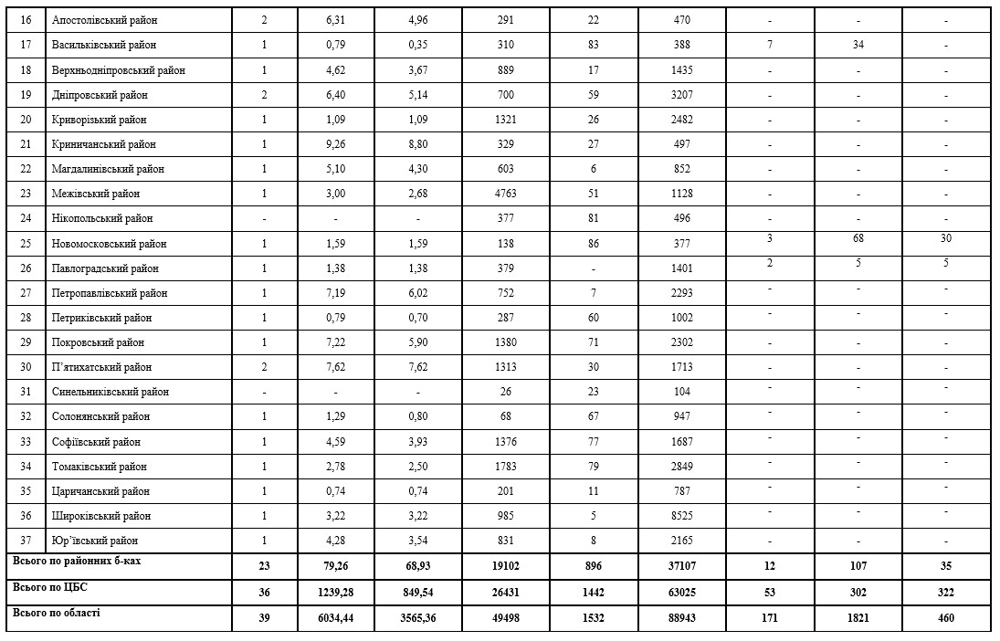 16 Апостолівський район 2 6,31 4,96 291 22 470 - - -
17 Васильківський район 1 0,79 0,35 310 83 388 7 34 -
18 Верхньодніпровський район 1 4,62 3,67 889 17 1435 - - -
19 Дніпровський район 2 6,40 5,14 700 59 3207 - - -
20 Криворізький район 1 1,09 1,09 1321 26 2482 - - -
21 Криничанський район 1 9,26 8,80 329 27 497 - - -
22 Магдалинівський район 1 5,10 4,30 603 6 852 - - -
23 Межівський район 1 3,00 2,68 4763 51 1128 - - -
24 Нікопольський район - - - 377 81 496 - - -
25 Новомосковський район 1 1,59 1,59 138 86 377 3 68 30
26 Павлоградський район 1 1,38 1,38 379 - 1401 2 5 5
27 Петропавлівський район 1 7,19 6,02 752 7 2293 - - -
28 Петриківський район 1 0,79 0,70 287 60 1002 - - -
29 Покровський район 1 7,22 5,90 1380 71 2302 - - -
30 П’ятихатський район 2 7,62 7,62 1313 30 1713 - - -
31 Синельниківський район - - - 26 23 104 - - -
32 Солонянський район 1 1,29 0,80 68 67 947 - - -
33 Софіївський район 1 4,59 3,93 1376 77 1687 - - -
34 Томаківський район 1 2,78 2,50 1783 79 2849 - - -
35 Царичанський район 1 0,74 0,74 201 11 787 - - -
36 Широківський район 1 3,22 3,22 985 5 8525 - - -
37 Юр’ївський район 1 4,28 3,54 831 8 2165 - - -
Всього по районних б-ках 23 79,26 68,93 19102 896 37107 12 107 35
Всього по ЦБС 36 1239,28 849,54 26431 1442 63025 53 302 322
Всього по області 39 6034,44 3565,36 49498 1532 88943 171 1821 460